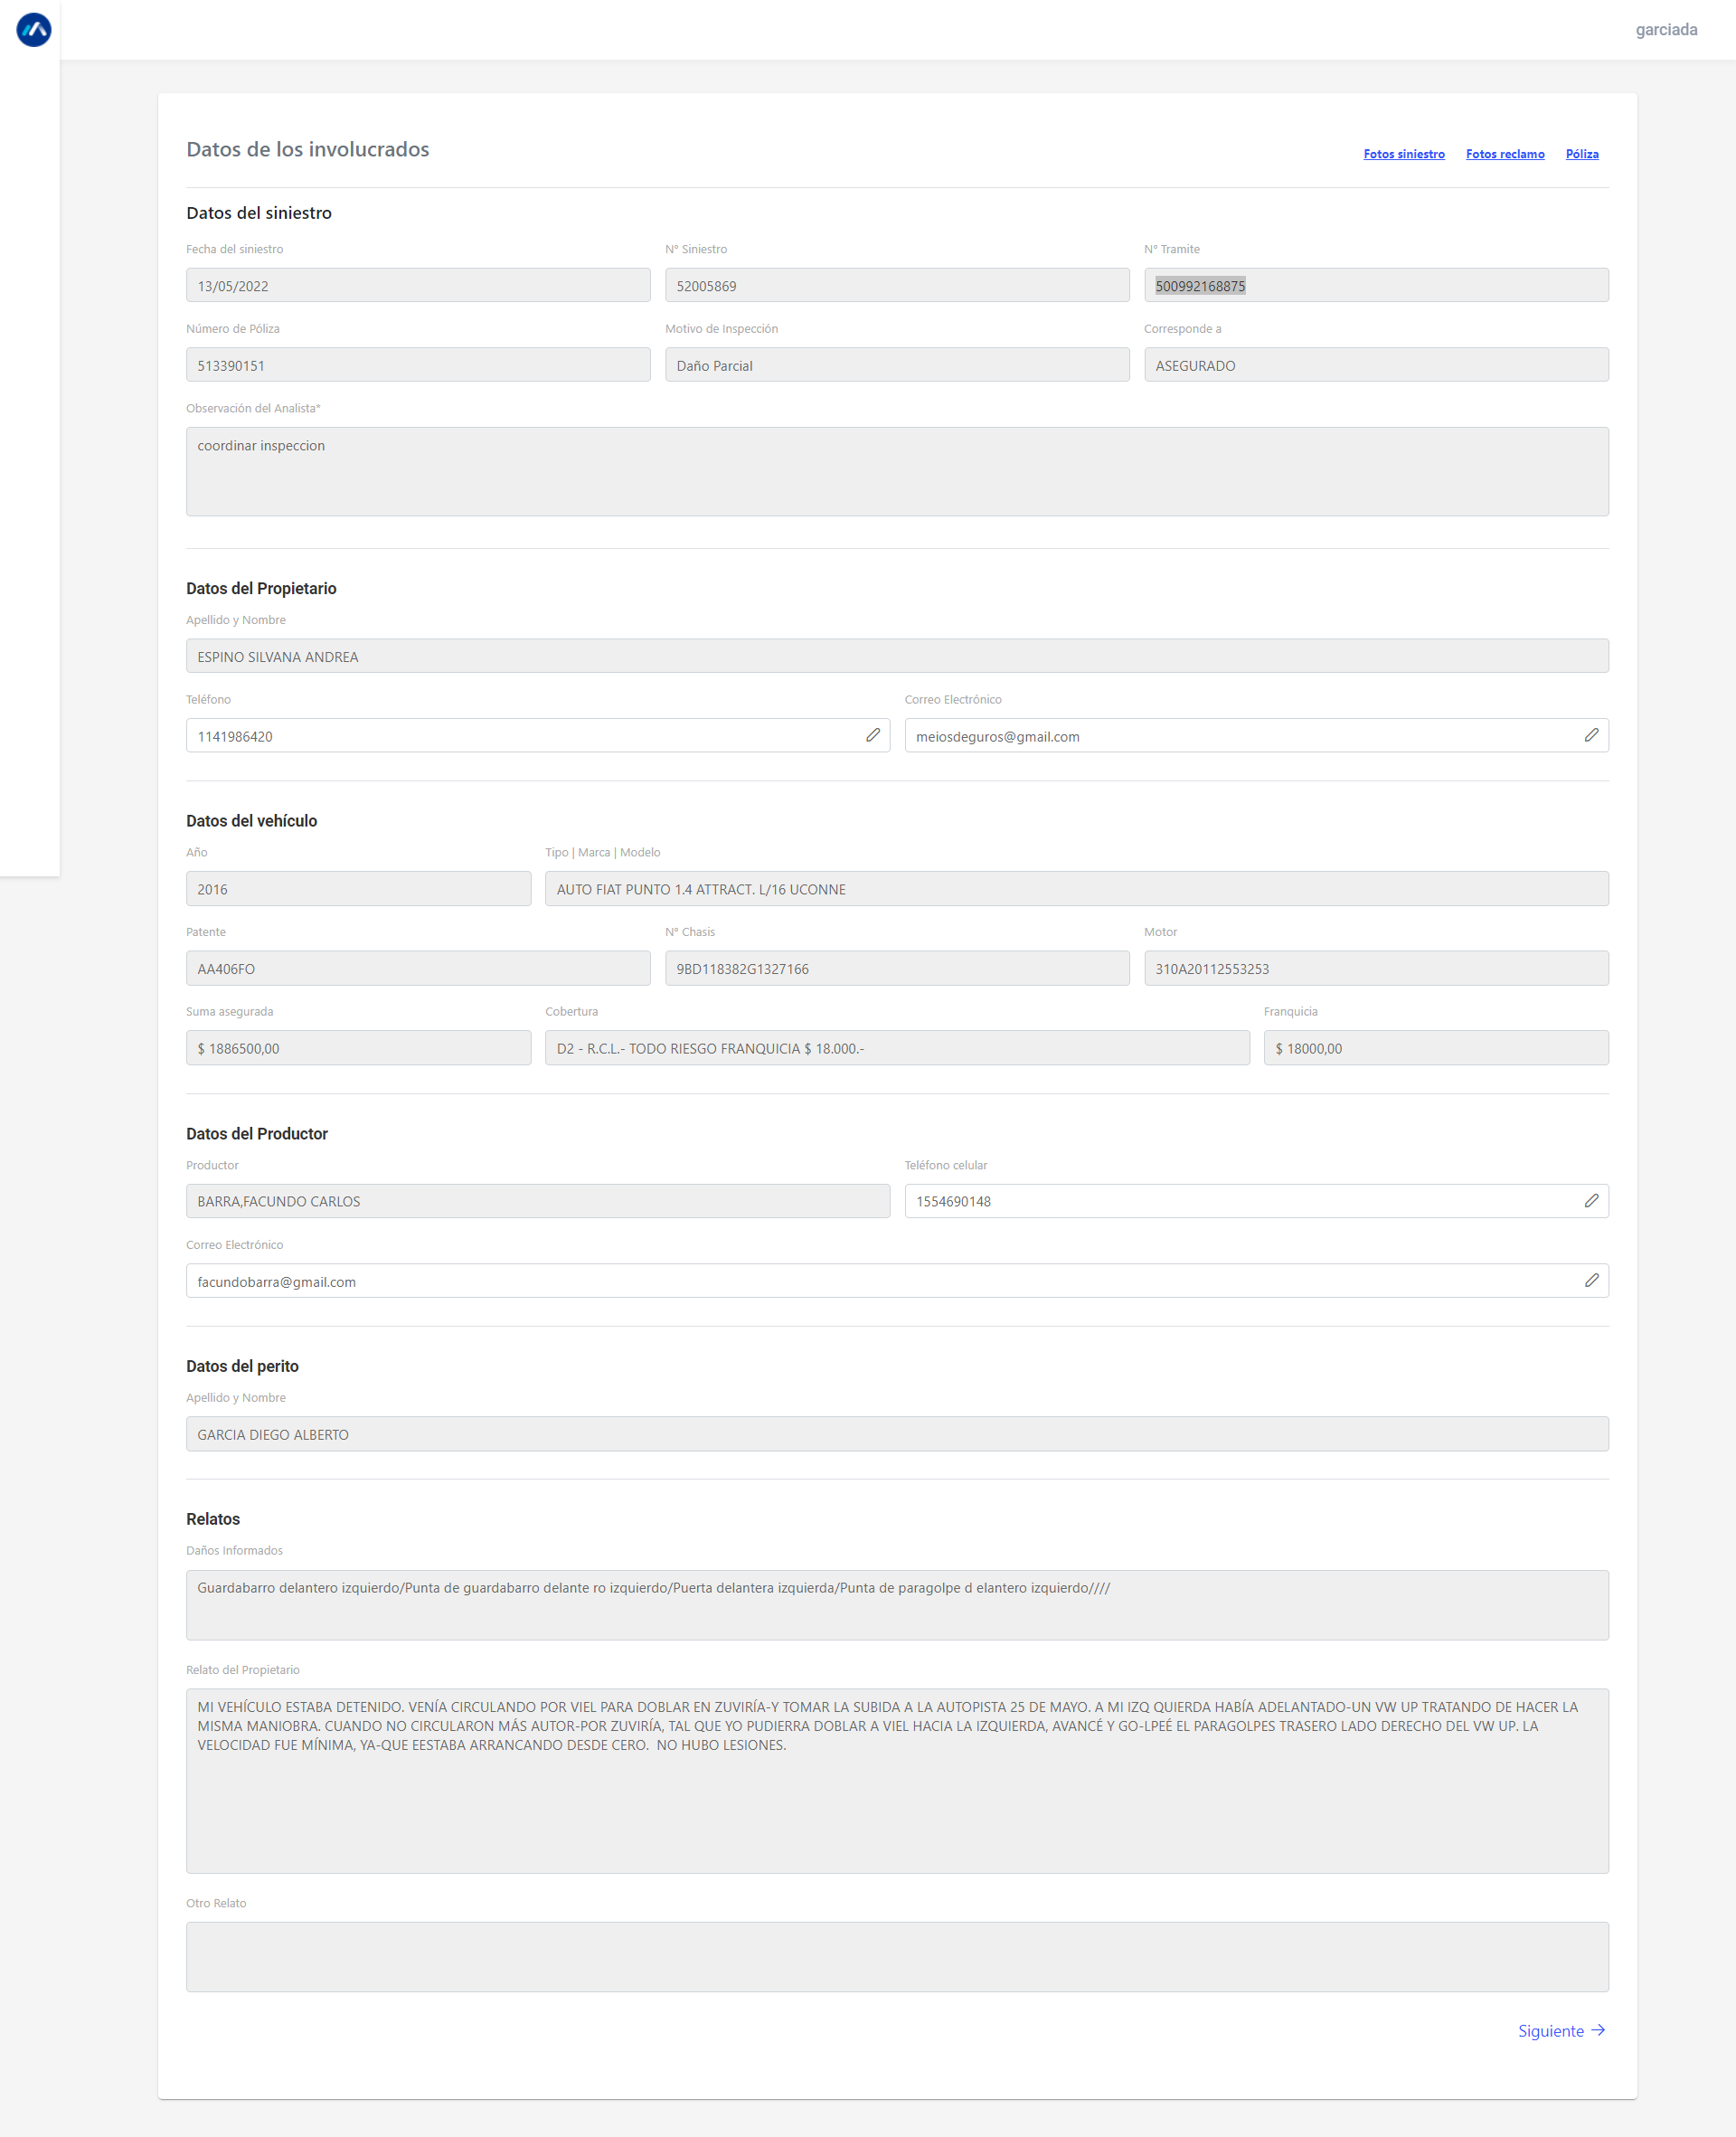 garciada
Datos de los involucrados
Fotos siniestro Fotos reclamo Póliza
Datos del siniestro
Fecha del siniestro N° Siniestro N° Tramite
13/05/2022 52005869 500992168875
Número de Póliza Motivo de Inspección Corresponde a
513390151 Daño Parcial ASEGURADO
Observación del Analista*
coordinar inspeccion
Datos del Propietario
Apellido y Nombre
ESPINO SILVANA ANDREA
Teléfono Correo Electrónico
1141986420 meiosdeguros@gmail.com
Datos del vehículo
Año Tipo | Marca | Modelo
2016 AUTO FIAT PUNTO 1.4 ATTRACT. L/16 UCONNE
Patente N° Chasis Motor
AA406FO 9BD118382G1327166 310A20112553253
Suma asegurada Cobertura Franquicia
$ 1886500,00 D2 - R.C.L.- TODO RIESGO FRANQUICIA $ 18.000.- $ 18000,00
Datos del Productor
Productor Teléfono celular
BARRA,FACUNDO CARLOS 1554690148
Correo Electrónico
facundobarra@gmail.com
Datos del perito
Apellido y Nombre
GARCIA DIEGO ALBERTO
Relatos
Daños Informados
Guardabarro delantero izquierdo/Punta de guardabarro delante ro izquierdo/Puerta delantera izquierda/Punta de paragolpe d elantero izquierdo////
Relato del Propietario
MI VEHÍCULO ESTABA DETENIDO. VENÍA CIRCULANDO POR VIEL PARA DOBLAR EN ZUVIRÍA-Y TOMAR LA SUBIDA A LA AUTOPISTA 25 DE MAYO. A MI IZQ QUIERDA HABÍA ADELANTADO-UN VW UP TRATANDO DE HACER LA
MISMA MANIOBRA. CUANDO NO CIRCULARON MÁS AUTOR-POR ZUVIRÍA, TAL QUE YO PUDIERRA DOBLAR A VIEL HACIA LA IZQUIERDA, AVANCÉ Y GO-LPEÉ EL PARAGOLPES TRASERO LADO DERECHO DEL VW UP. LA
VELOCIDAD FUE MÍNIMA, YA-QUE EESTABA ARRANCANDO DESDE CERO.  NO HUBO LESIONES.
Otro Relato
Siguiente →